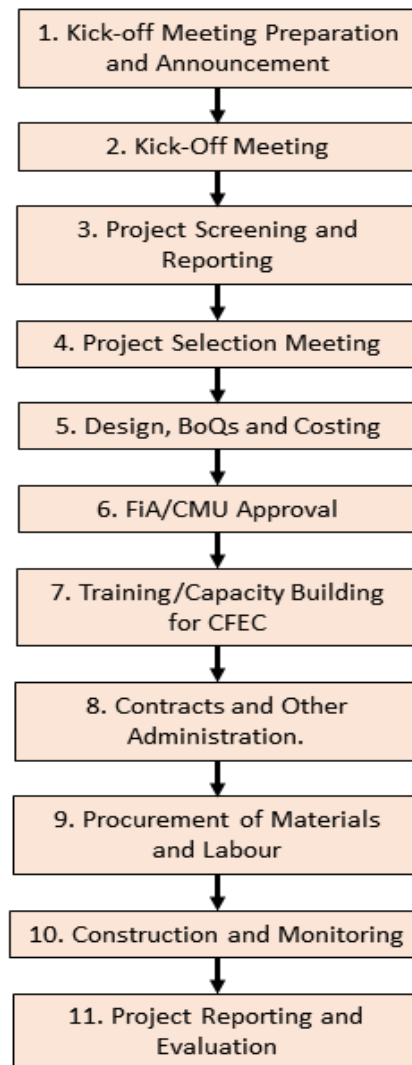 1. Kick-off Meeting Preparation
and Announcement
2. Kick-Off Meeting
3. Project Screening and
Reporting
4. Project Selection Meeting
5. Design, BoQs and Costing
6. FiA/CMU Approval
7. Training/Capacity Building
for CFEC
8. Contracts and Other
Administration.
9. Procurement of Materials
and Labour
10. Construction and Monitoring
11. Project Reporting and
Evaluation